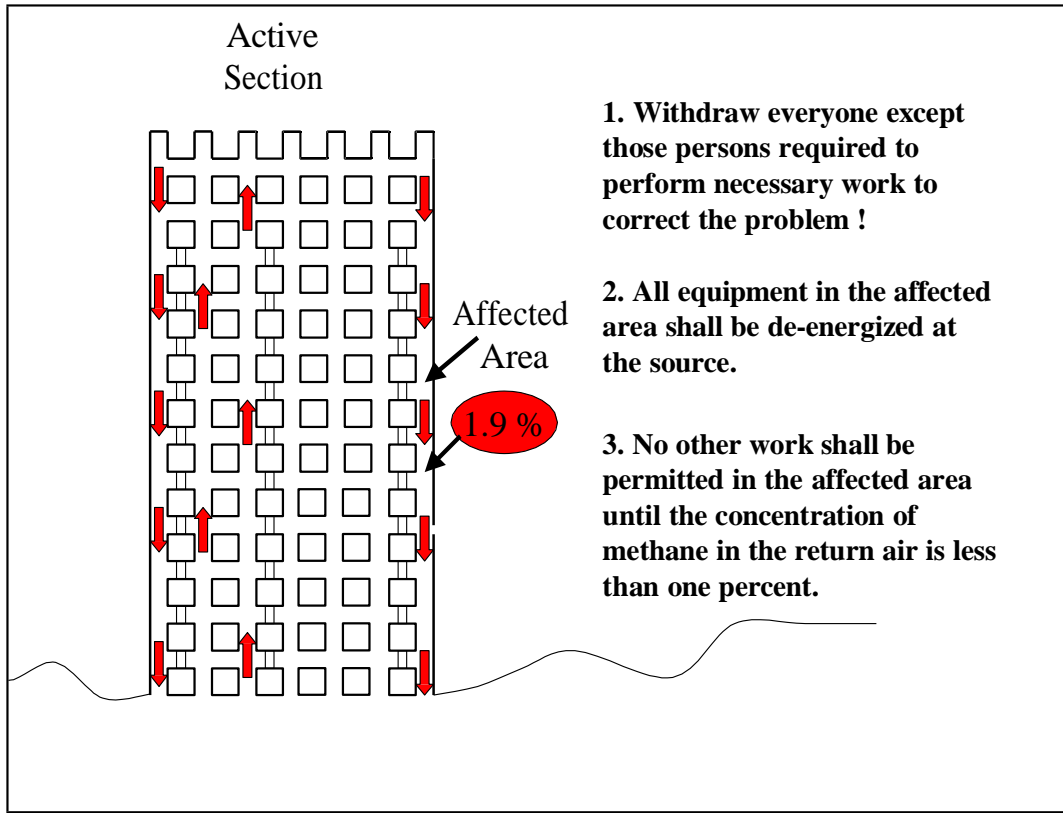 Active
Section
1. Withdraw everyone except
those persons required to
perform necessary work to
correct the problem !
2. All equipment in the affected
area shall be de-energized at
the source.
Affected
Area
1.9 %
3. No other work shall be
permitted in the affected area
until the concentration of
methane in the return air is less
than one percent.